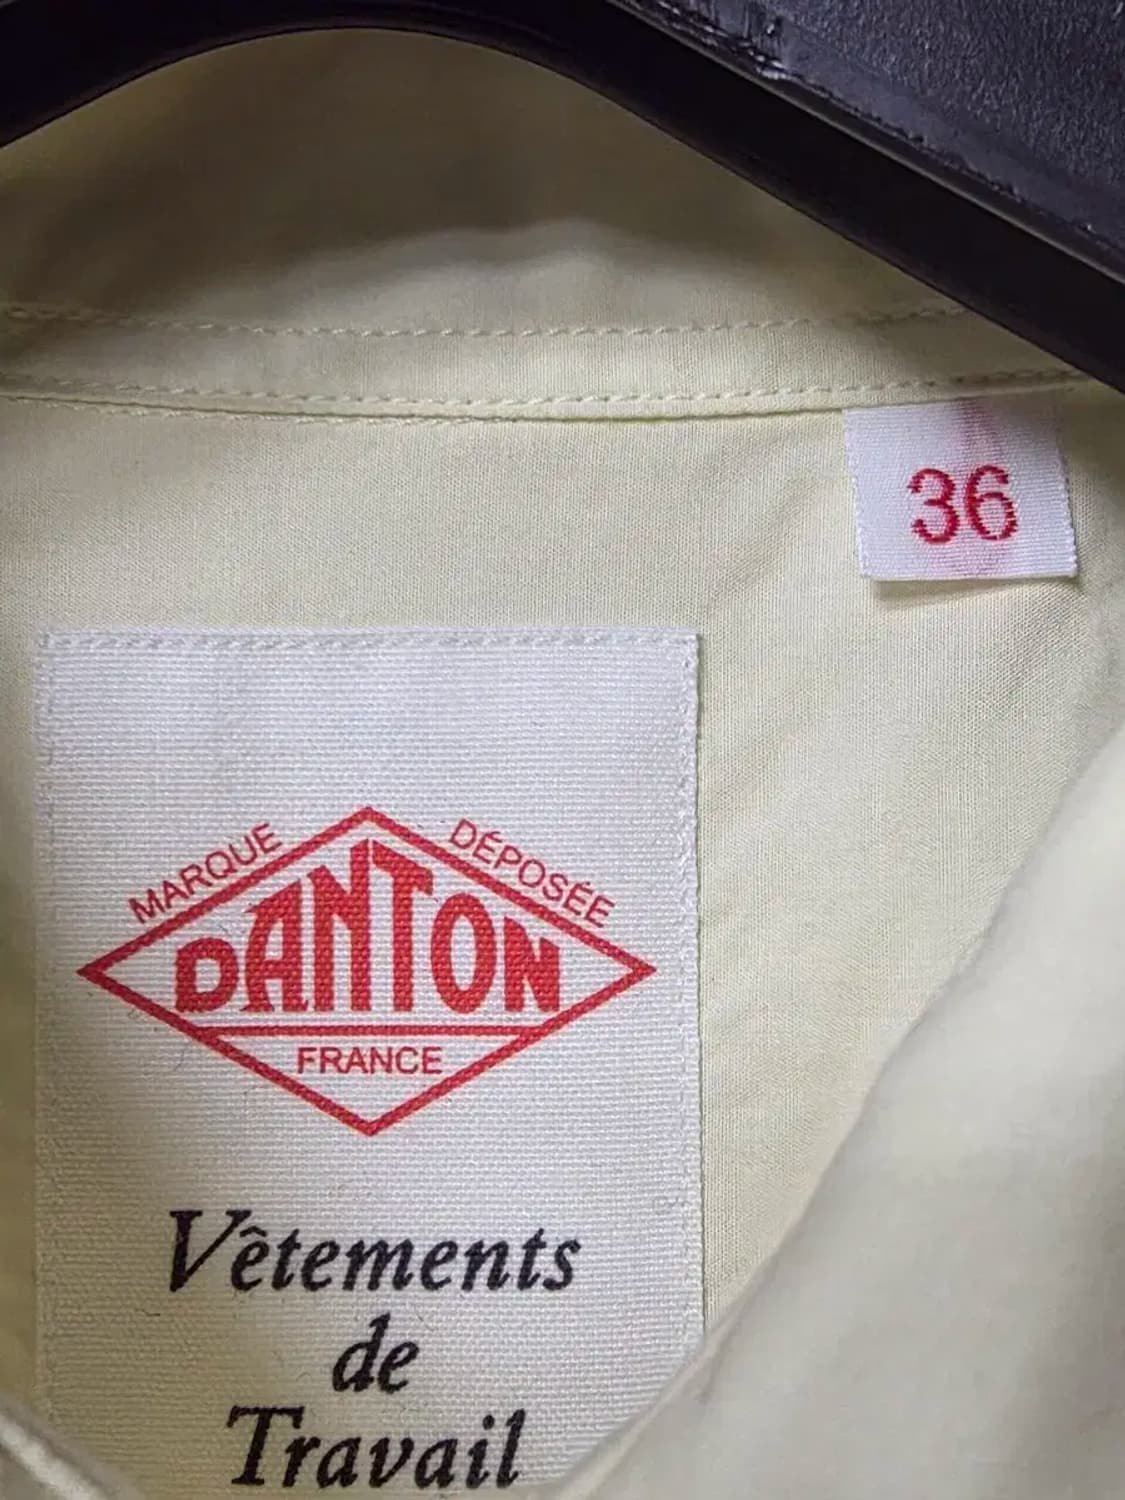 36
MARQUE DÉPOSÉE
DANTON
FRANCE
Vêtements
de
Travail